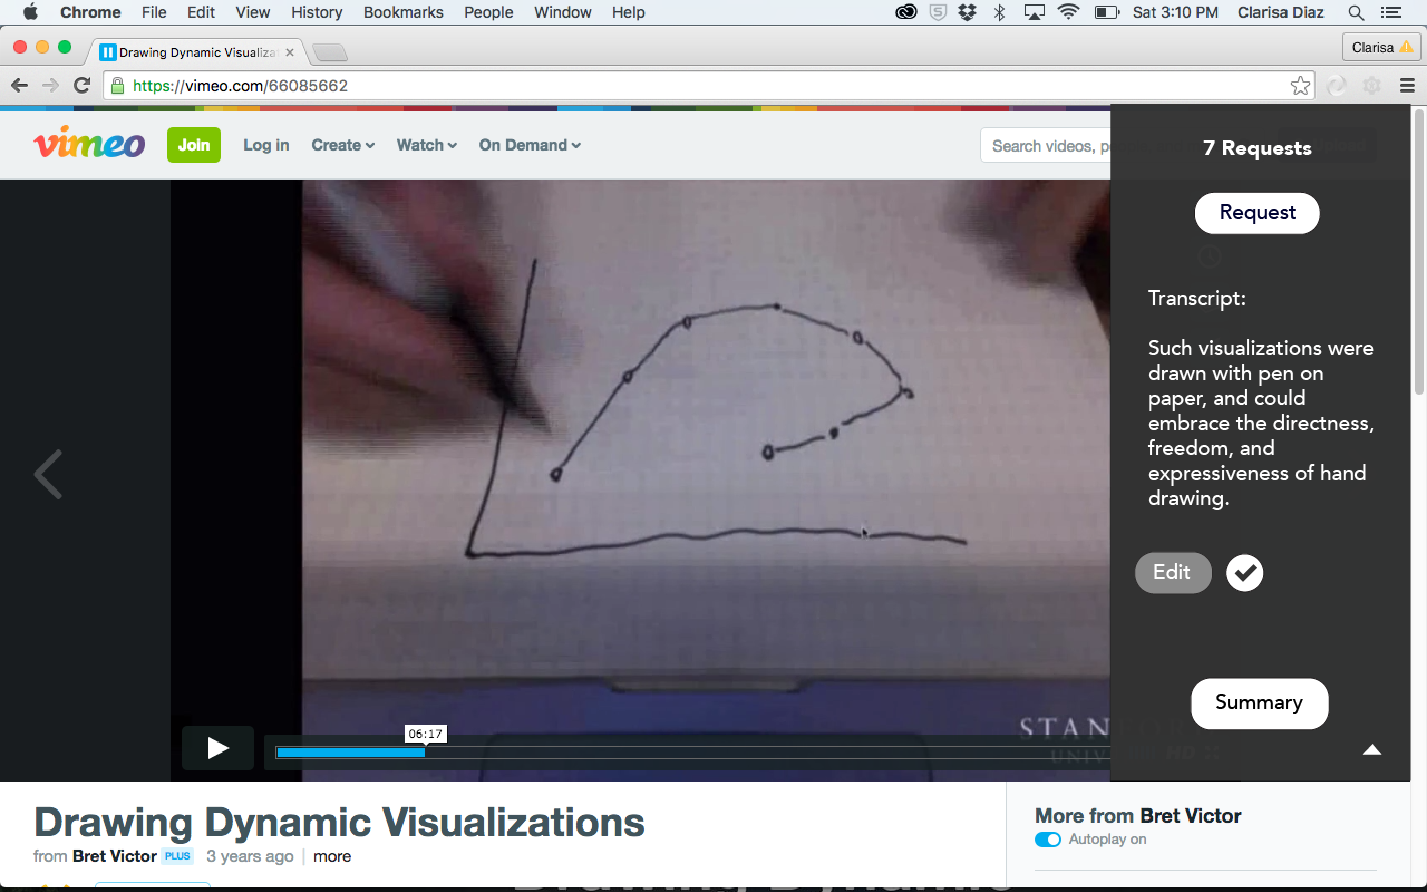 Chrome File Edit View History Bookmarks People Window Help
Sat 3:10 PM Clarisa Diaz
Drawing Dynamic Visualiza
Clarisa
https://vimeo.com/66085662
vimeo
Join
Log in
Create
Watch
On Demand
Search videos, p
7 Requests
Request
Transcript:
Such visualizations were
drawn with pen on
paper, and could
embrace the directness,
freedom, and
expressiveness of hand
drawing.
Edit
Summary
06:17
STAN
UNIV
HD
Drawing Dynamic Visualizations
from Bret Victor PLUS 3 years ago | more
More from Bret Victor
Autoplay on